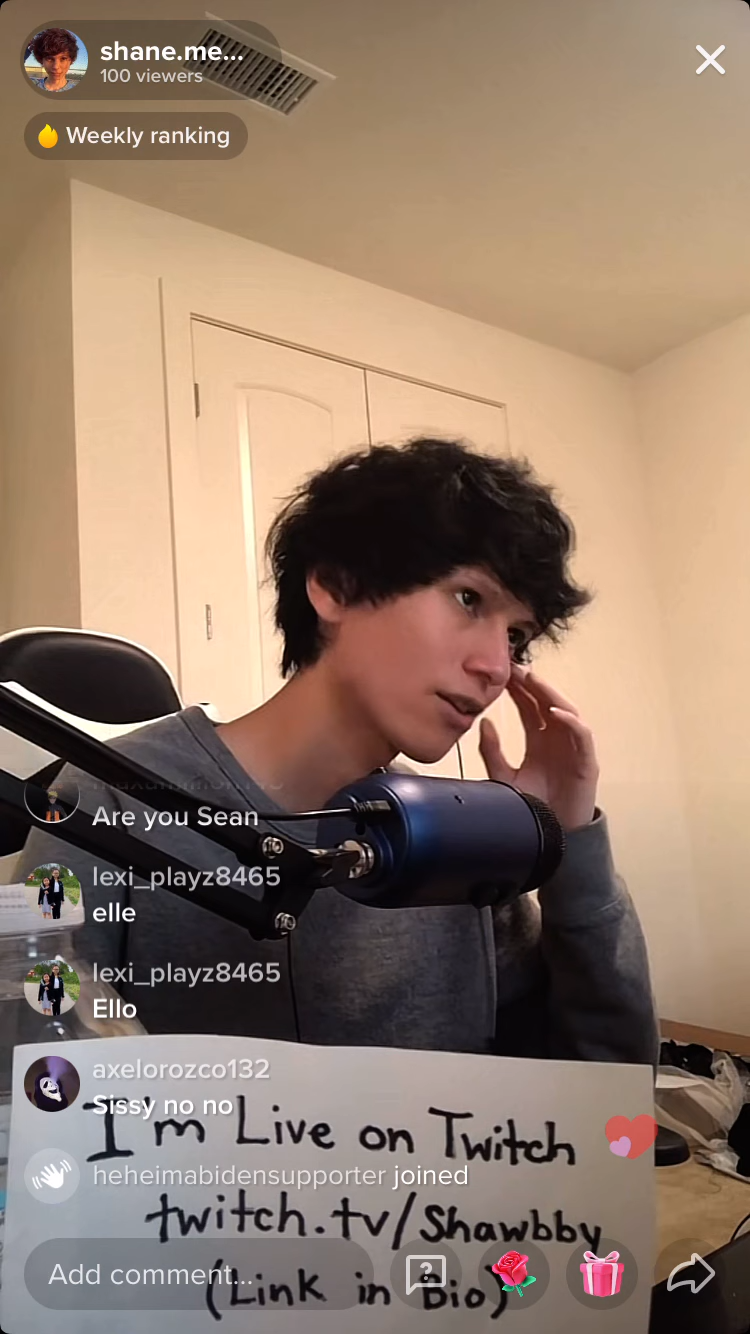 shane.me...
100 viewers
Weekly ranking
Are you Sean
lexi_playz8465
elle
lexi_playz8465
Ello
axelorozco132
Sissy no no
I'm Live on Twitch
heheimabidensupporter joined
twitch.tv/Shawbby
Add comment...
(Link in Bio)